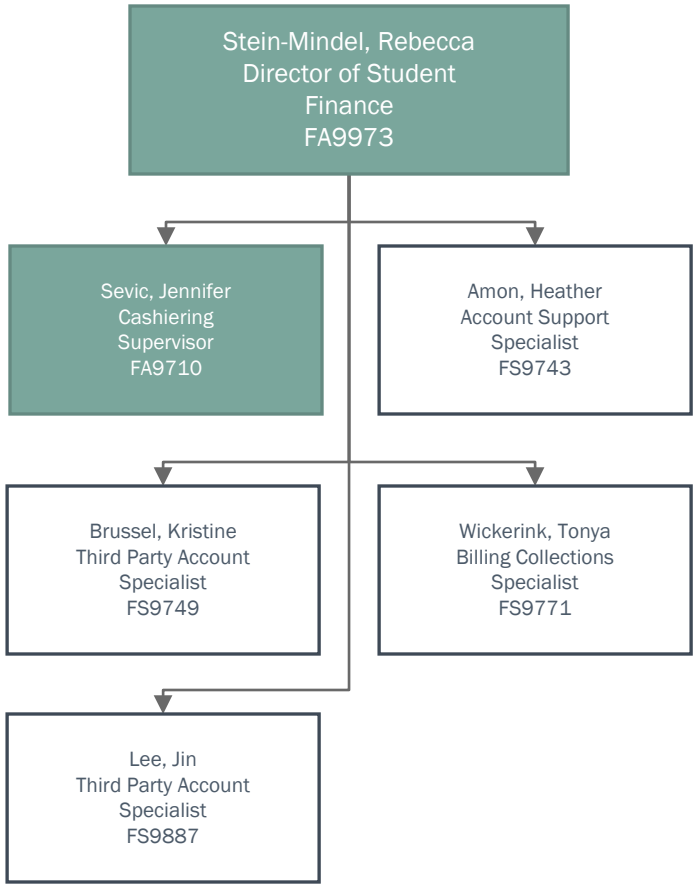 Stein-Mindel, Rebecca
Director of Student
Finance
FA9973
Sevic, Jennifer
Cashiering
Supervisor
FA9710
Amon, Heather
Account Support
Specialist
FS9743
Brussel, Kristine
Third Party Account
Specialist
FS9749
Wickerink, Tonya
Billing Collections
Specialist
FS9771
Lee, Jin
Third Party Account
Specialist
FS9887